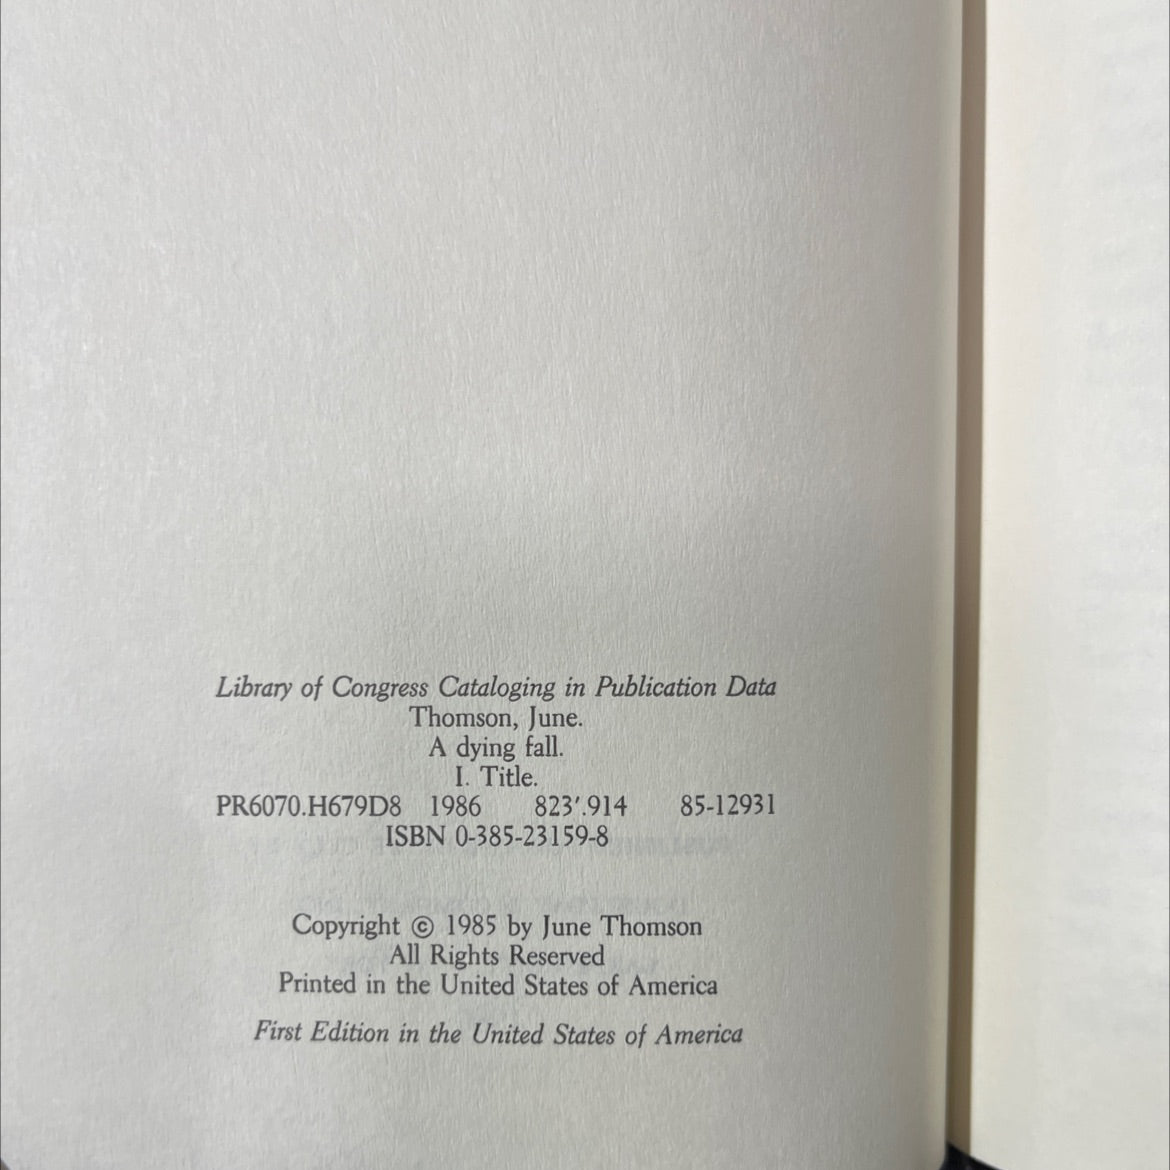 Library of Congress Cataloging in Publication Data
Thomson, June.
A dying fall.
I. Title.
PR6070.H679D8 1986 823′.914 85-12931
ISBN 0-385-23159-8
Copyright © 1985 by June Thomson
All Rights Reserved
Printed in the United States of America
First Edition in the United States of America